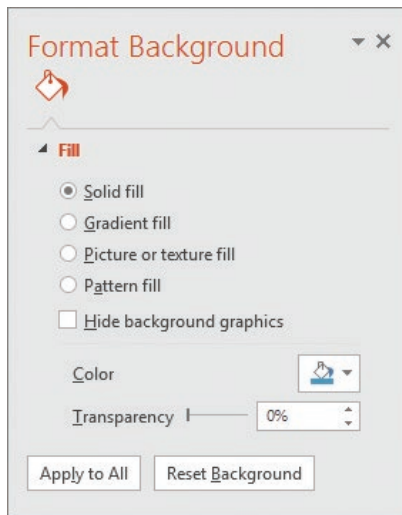 Format Background
Fill
Solid fill
Gradient fill
Picture or texture fill
Pattern fill
Hide background graphics
Color
Transparency 0%
Apply to All Reset Background